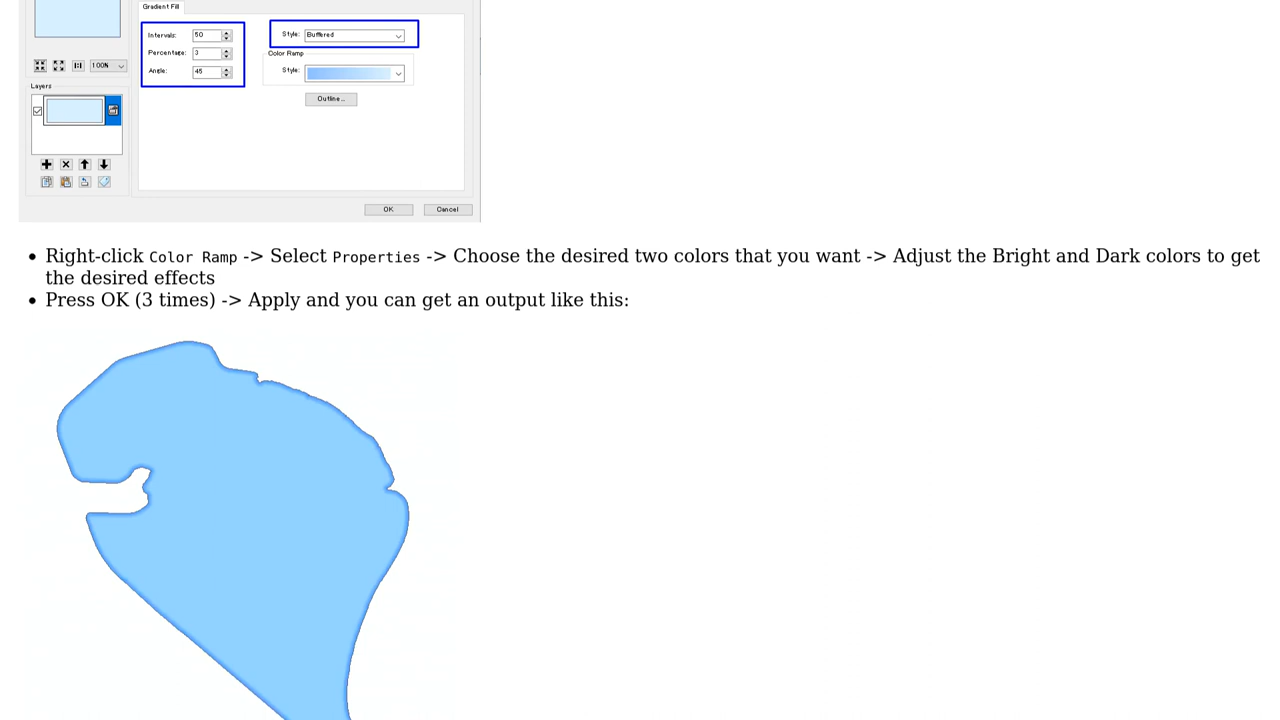 Gradient Fill
Intervals: 50
Style: Buffered
Percentage: 3
Color Ramp
Angle: 45
Style:
100%
Layers
Outline...
OK Cancel
• Right-click Color Ramp -> Select Properties -> Choose the desired two colors that you want -> Adjust the Bright and Dark colors to get
the desired effects
• Press OK (3 times) -> Apply and you can get an output like this: